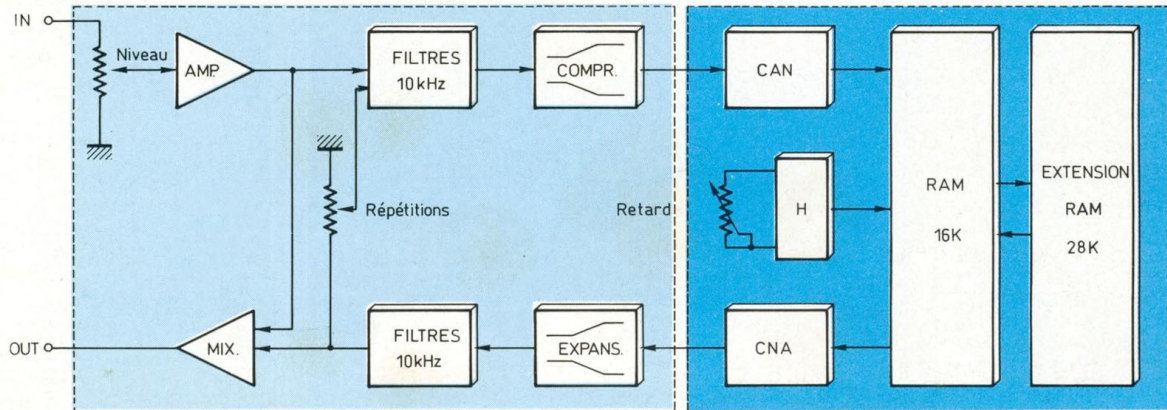 IN
Niveau
AMP.
FILTRES
10kHz
COMPR.
CAN
Répétitions
Retard
H
RAM
16K
EXTENSION
RAM
28K
OUT
MIX.
FILTRES
10kHz
EXPANS.
CNA